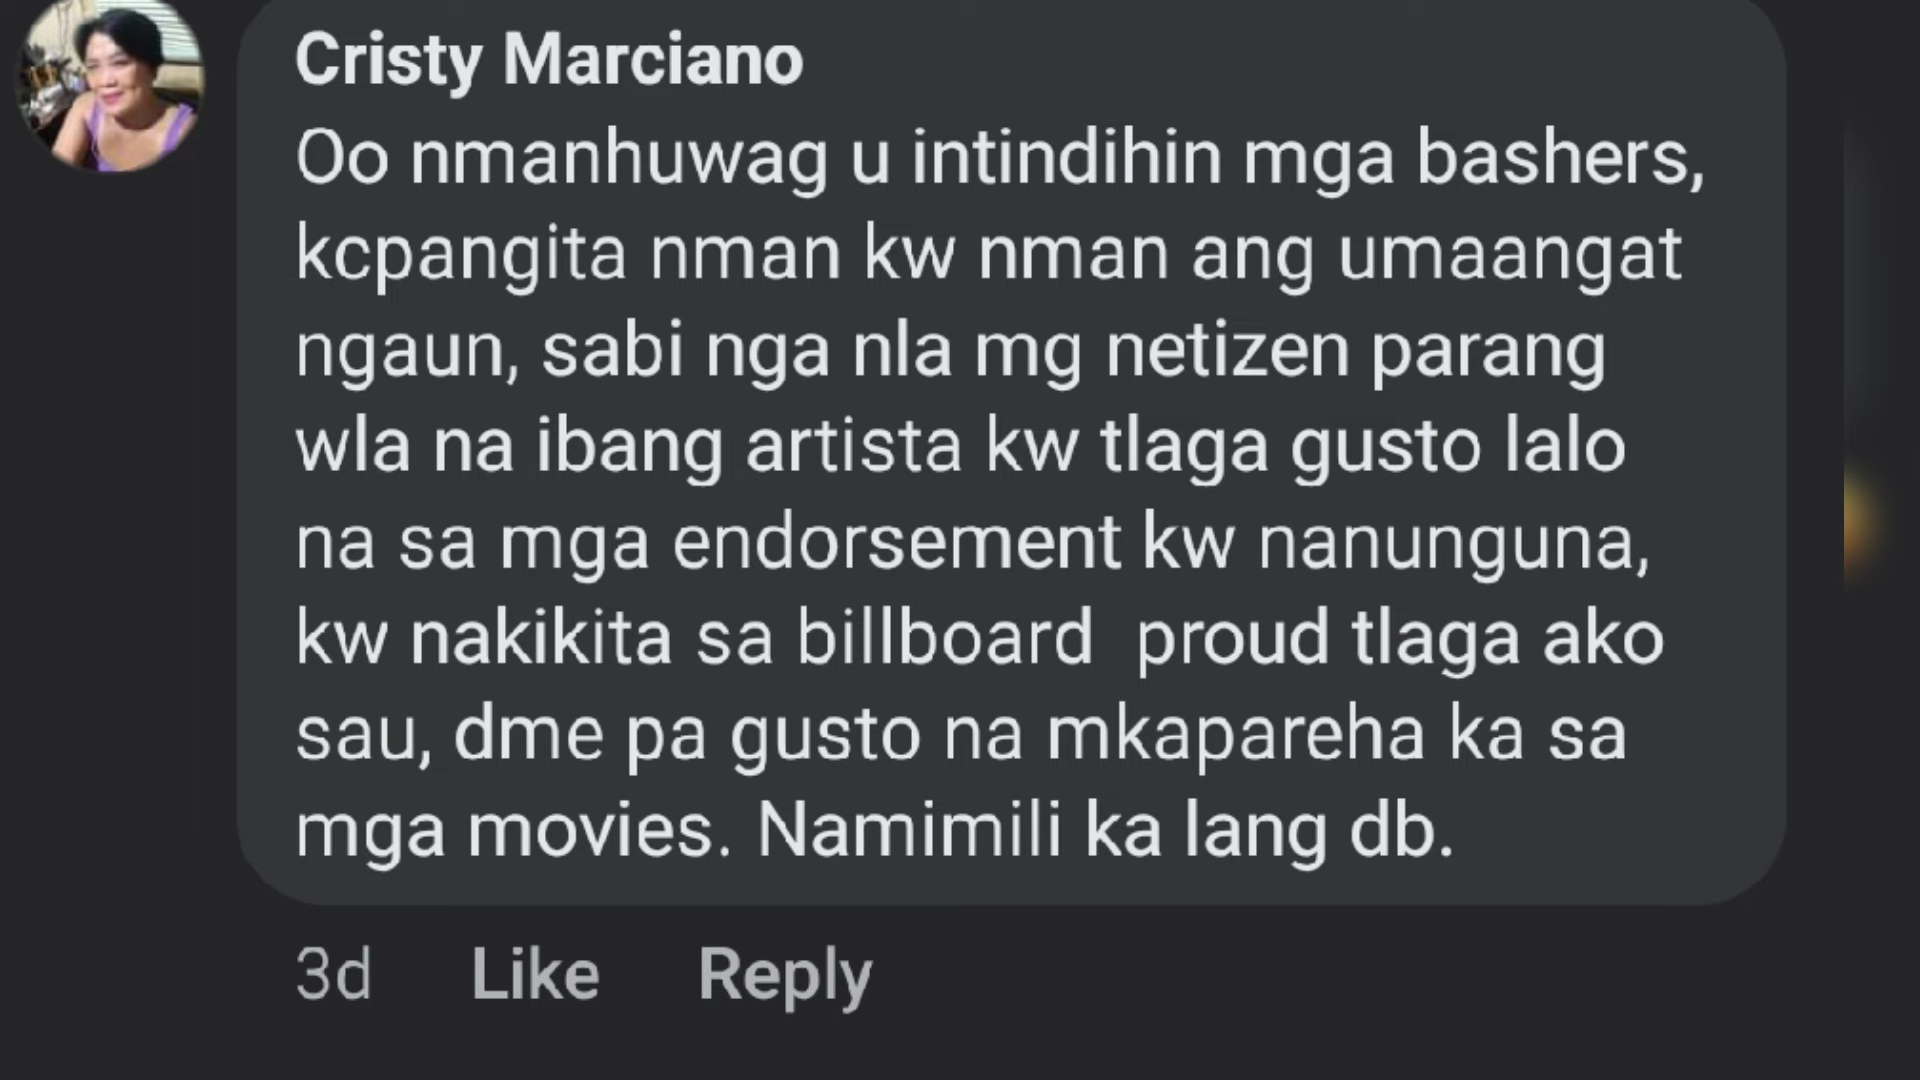 Cristy Marciano
Oo nmanhuwag u intindihin mga bashers,
kcpangita nman kw nman ang umaangat
ngaun, sabi nga nla mg netizen parang
wla na ibang artista kw tlaga gusto lalo
na sa mga endorsement kw nanunguna,
kw nakikita sa billboard  proud tlaga ako
sau, dme pa gusto na mkapareha ka sa
mga movies. Namimili ka lang db.
3d Like Reply